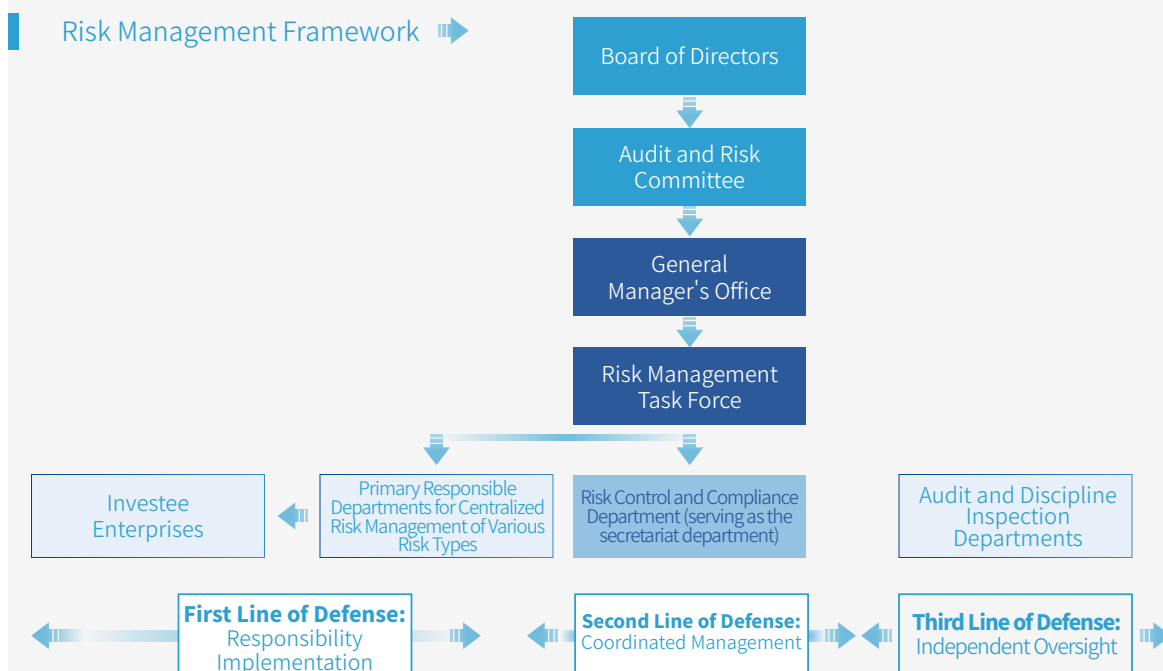 Risk Management Framework
Board of Directors
Audit and Risk
Committee
General
Manager's Office
Risk Management
Task Force
Investee
Enterprises
Primary Responsible
Departments for Centralized
Risk Management of Various
Risk Types
Risk Control and Compliance
Department (serving as the
secretariat department)
Audit and Discipline
Inspection
Departments
First Line of Defense:
Responsibility
Implementation
Second Line of Defense:
Coordinated Management
Third Line of Defense:
Independent Oversight